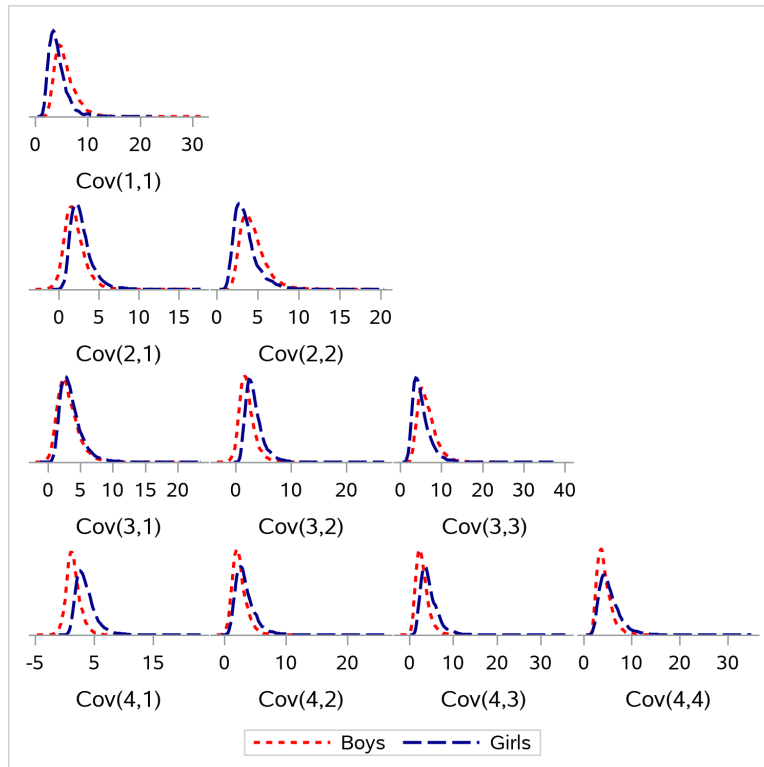 0 10 20 30
Cov(1,1)
0 5 10 15 0 5 10 15 20
Cov(2,1) Cov(2,2)
0 5 10 15 20 0 10 20 0 10 20 30 40
Cov(3,1) Cov(3,2) Cov(3,3)
-5 5 15 0 10 20 0 10 20 30 0 10 20 30
Cov(4,1) Cov(4,2) Cov(4,3) Cov(4,4)
Boys Girls